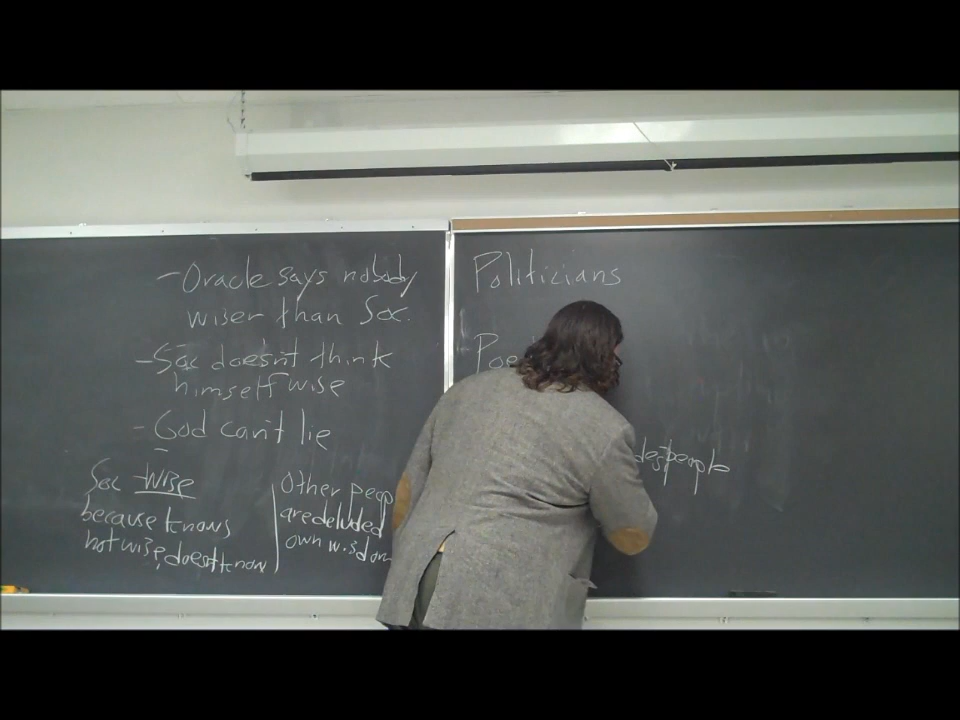 - Oracle says nobody
wiser than Soc.
- Soc doesn't think
himself wise
- God can't lie
Soc wise
because knows
not wise, doesn't know
Other peop
are deluded
own wisdom
Politicians
Poe
people